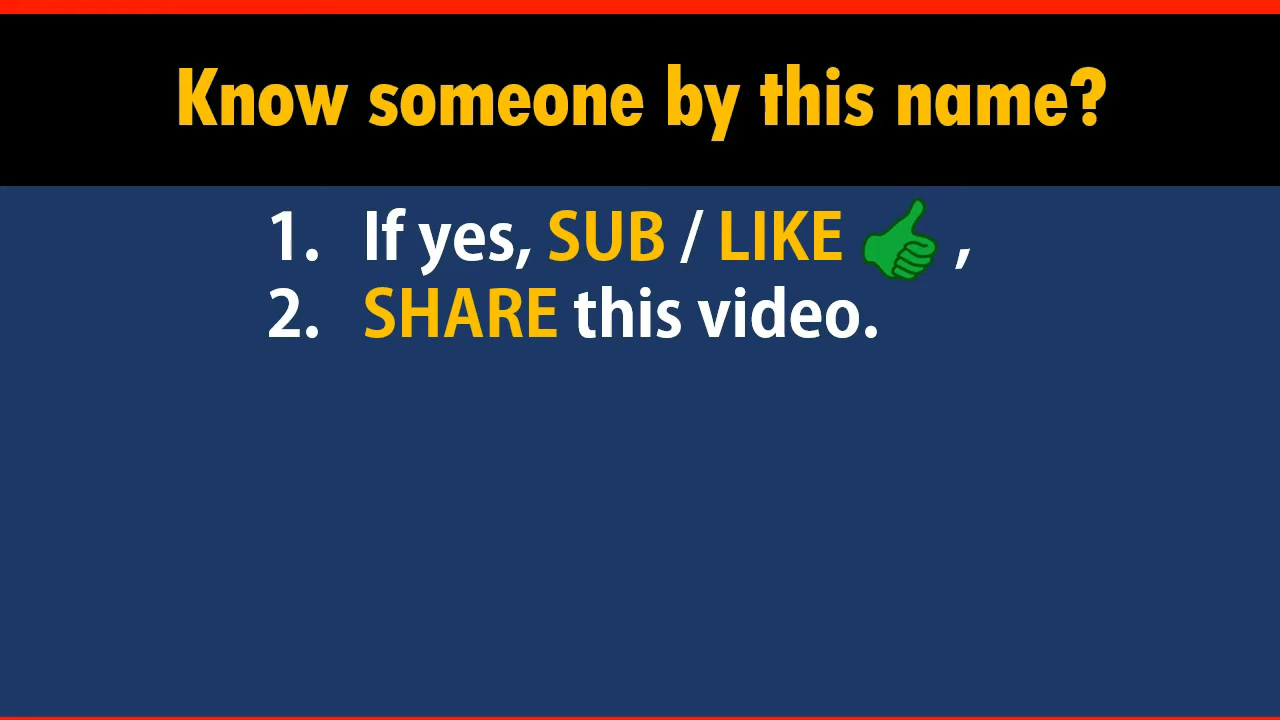 Know someone by this name?
1. If yes, SUB / LIKE ,
2. SHARE this video.